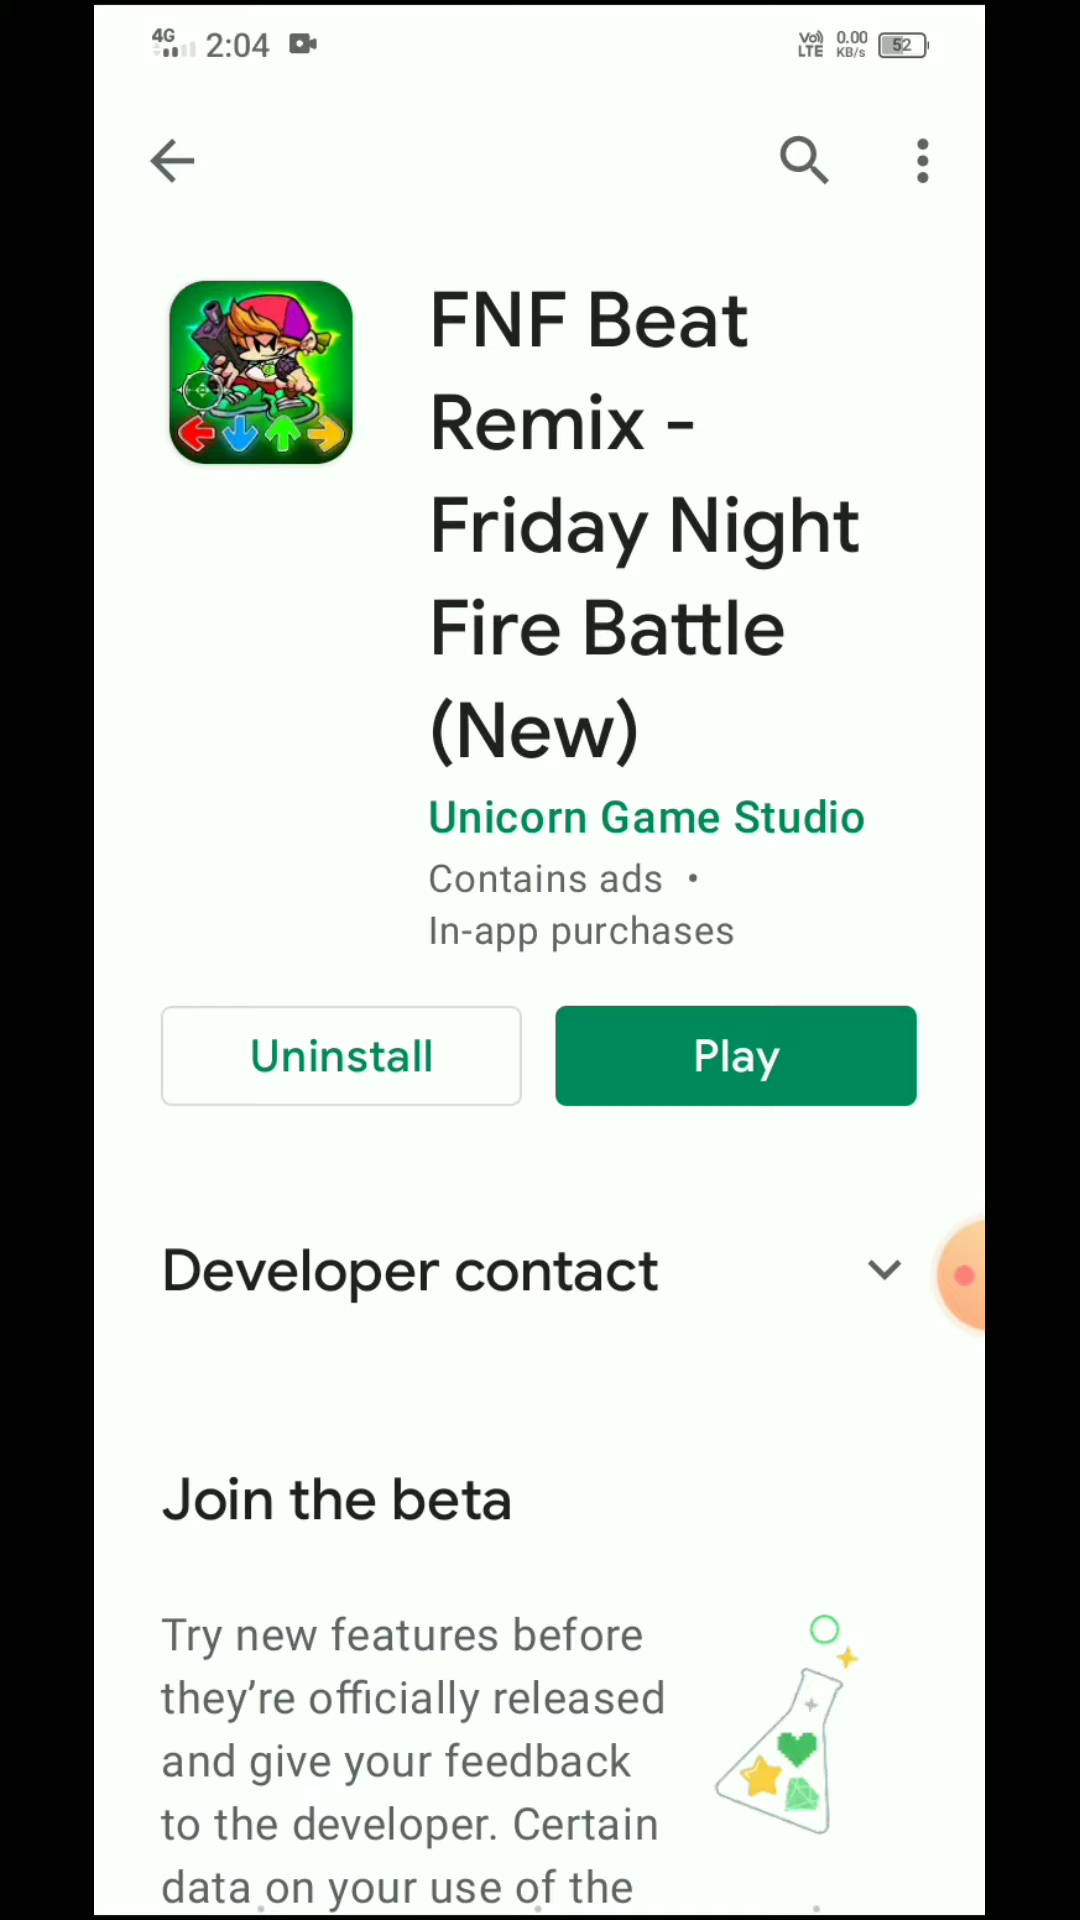 4G 2:04 Vo) LTE 0.00 KB/s 52
FNF Beat
Remix -
Friday Night
Fire Battle
(New)
Unicorn Game Studio
Contains ads •
In-app purchases
Uninstall
Play
Developer contact
Join the beta
Try new features before
they’re officially released
and give your feedback
to the developer. Certain
data on your use of the